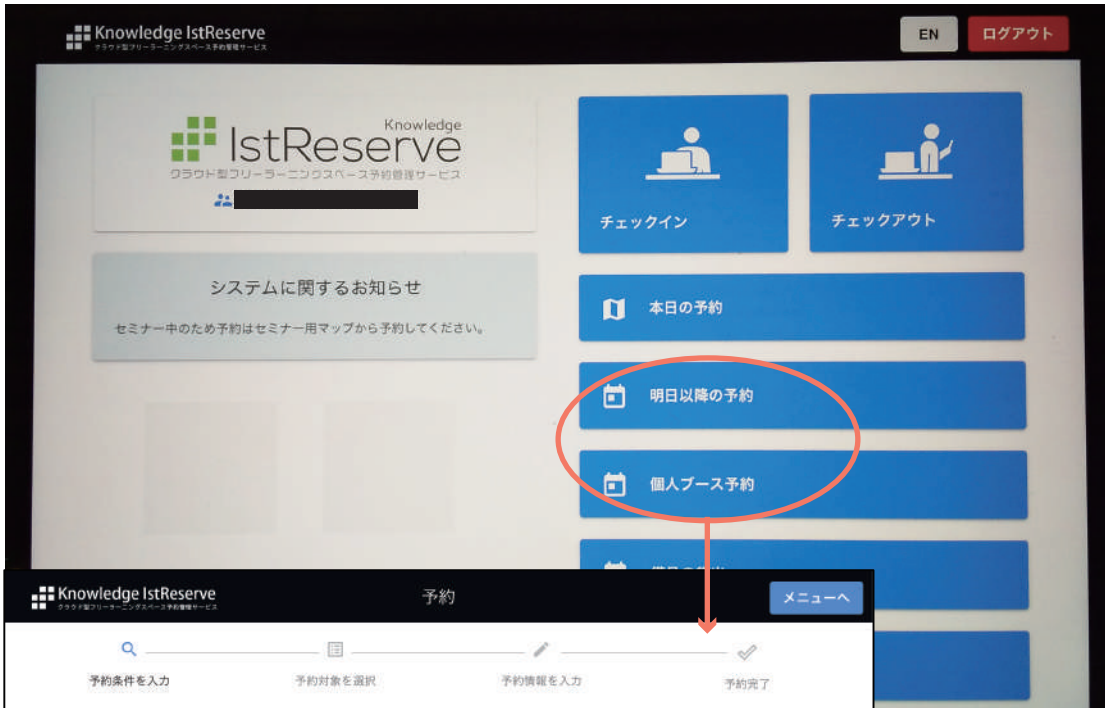 Knowledge IstReserve
クラウド型フリーラーニングスペース予約管理サービス
EN
ログアウト
Knowledge
IstReserve
クラウド型フリーラーニングスペース予約管理サービス
システムに関するお知らせ
セミナー中のため予約はセミナー用マップから予約してください。
チェックイン
チェックアウト
本日の予約
明日以降の予約
個人ブース予約
Knowledge IstReserve
クラウド型フリーラーニングスペース予約管理サービス
予約
メニューへ
予約条件を入力
予約対象を選択
予約情報を入力
予約完了